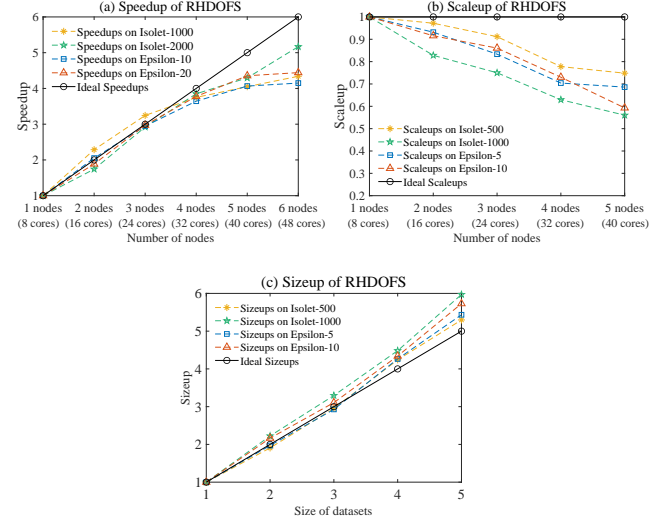 (a) Speedup of RHDOFS
6
5
4
3
2
1
Speedup
Speedups on Isolet-1000
Speedups on Isolet-2000
Speedups on Epsilon-10
Speedups on Epsilon-20
Ideal Speedups
1 nodes 2 nodes 3 nodes 4 nodes 5 nodes 6 nodes
(8 cores) (16 cores) (24 cores) (32 cores) (40 cores) (48 cores)
Number of nodes
(b) Scaleup of RHDOFS
1
0.9
0.8
0.7
0.6
0.5
0.4
0.3
0.2
Scaleup
Scaleups on Isolet-500
Scaleups on Isolet-1000
Scaleups on Epsilon-5
Scaleups on Epsilon-10
Ideal Scaleups
1 nodes 2 nodes 3 nodes 4 nodes 5 nodes
(8 cores) (16 cores) (24 cores) (32 cores) (40 cores)
Number of nodes
(c) Sizeup of RHDOFS
6
5
4
3
2
1
Sizeup
Sizeups on Isolet-500
Sizeups on Isolet-1000
Sizeups on Epsilon-5
Sizeups on Epsilon-10
Ideal Sizeups
1 2 3 4 5
Size of datasets